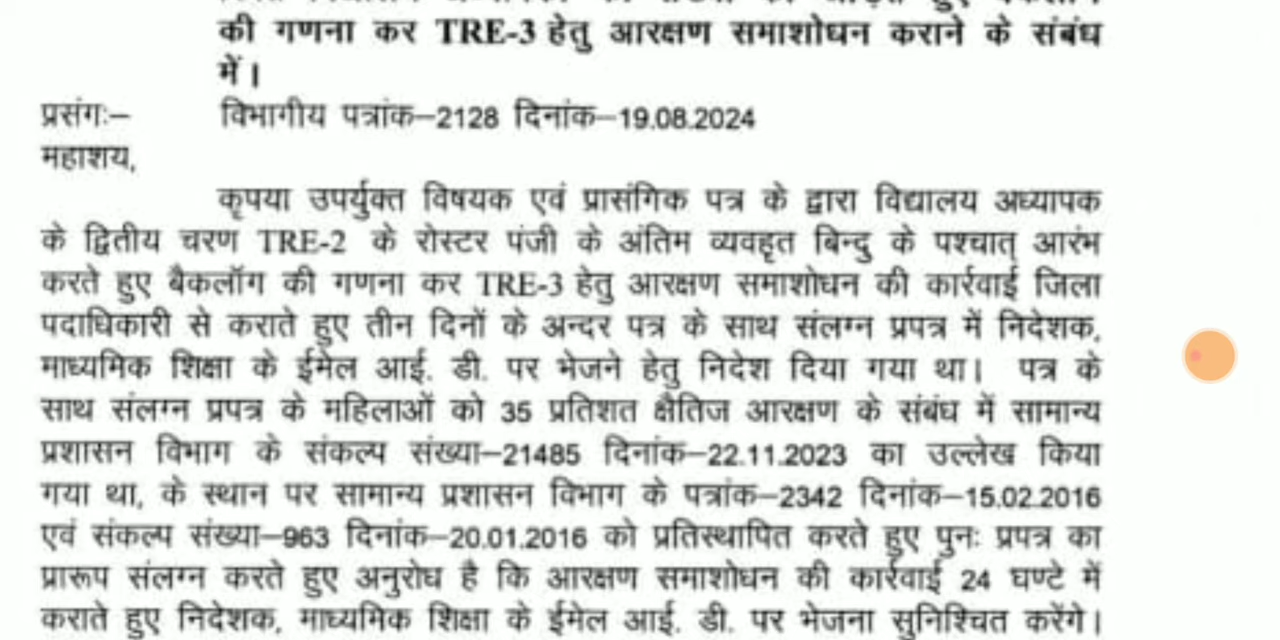 की गणना कर TRE-3 हेतु आरक्षण समाशोधन कराने के संबंध
में।
प्रसंगः– विभागीय पत्रांक–2128 दिनांक–19.08.2024
महाशय,
कृपया उपर्युक्त विषयक एवं प्रासंगिक पत्र के द्वारा विद्यालय अध्यापक
के द्वितीय चरण TRE-2 के रोस्टर पंजी के अंतिम व्यवहृत बिन्दु के पश्चात् आरंभ
करते हुए बैकलॉग की गणना कर TRE-3 हेतु आरक्षण समाशोधन की कार्रवाई जिला
पदाधिकारी से कराते हुए तीन दिनों के अन्दर पत्र के साथ संलग्न प्रपत्र में निदेशक,
माध्यमिक शिक्षा के ईमेल आई. डी. पर भेजने हेतु निदेश दिया गया था। पत्र के
साथ संलग्न प्रपत्र के महिलाओं को 35 प्रतिशत क्षैतिज आरक्षण के संबंध में सामान्य
प्रशासन विभाग के संकल्प संख्या–21485 दिनांक–22.11.2023 का उल्लेख किया
गया था, के स्थान पर सामान्य प्रशासन विभाग के पत्रांक–2342 दिनांक–15.02.2016
एवं संकल्प संख्या–963 दिनांक–20.01.2016 को प्रतिस्थापित करते हुए पुनः प्रपत्र का
प्रारूप संलग्न करते हुए अनुरोध है कि आरक्षण समाशोधन की कार्रवाई 24 घण्टे में
कराते हुए निदेशक, माध्यमिक शिक्षा के ईमेल आई. डी. पर भेजना सुनिश्चित करेंगे।